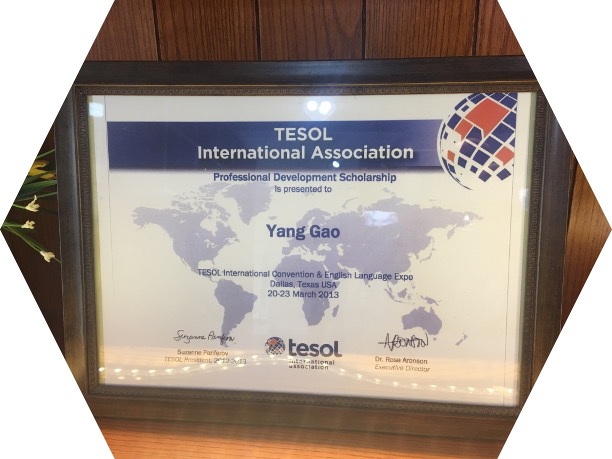 TESOL
International Association
Professional Development Scholarship
is presented to
Yang Gao
TESOL International Convention & English Language Expo
Dallas, Texas USA
20-23 March 2013
Suzanne Panferov
TESOL President, 2012-2013
tesol
international
association
Dr. Rosa Aronson
Executive Director